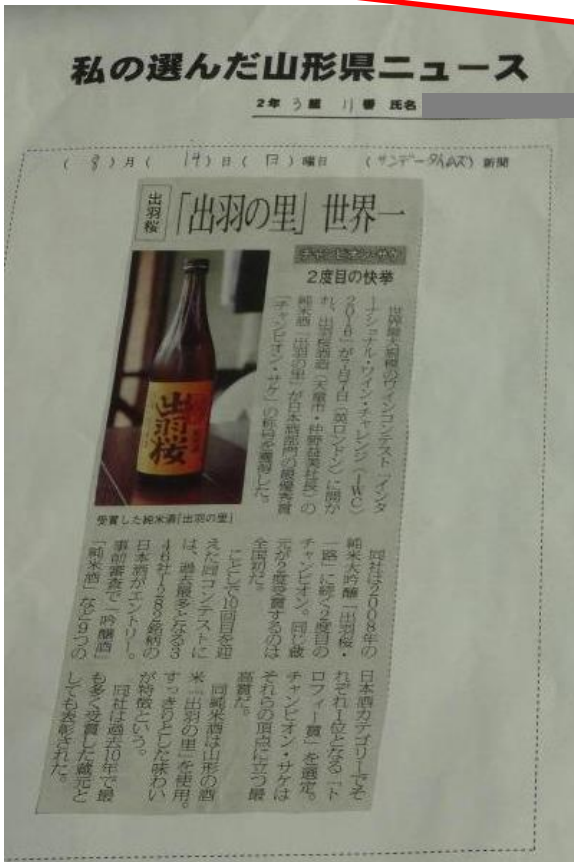 私の選んだ山形県ニュース
2年 3組 11番 氏名
( 8 )月( 14 )日( 日 )曜日 ( サンデータイムズ ) 新聞
出羽桜
「出羽の里」世界一
チャンピオン・サケ
2度目の快挙
世界最大規模のワインコンテスト「インタ
ーナショナル・ワイン・チャレンジ(IWC)
2016」が7月7日(英ロンドン)に開か
れ、出羽桜酒造(天童市・仲野益美社長)の
純米酒「出羽の里」が日本酒部門の最優秀賞
「チャンピオン・サケ」の称号を獲得した。
出羽桜
受賞した純米酒「出羽の里」
同社は2008年の
純米大吟醸「出羽桜・
一路」に続く2度目の
チャンピオン。同じ蔵
元が2度受賞するのは
全国初だ。
ことしで10回目を迎
えた同コンテストに
は、過去最多となる3
46社1282銘柄の
日本酒がエントリー。
事前審査で「吟醸酒」
「純米酒」など9つの
日本酒カテゴリーでそ
れぞれ1位となる「ト
ロフィー賞」を選定。
チャンピオン・サケは
それらの頂点に立つ最
高賞だ。
同純米酒は山形の酒
米「出羽の里」を使用。
すっきりとした味わい
が特徴という。
同社は過去10年で最
も多く受賞した蔵元と
しても表彰された。